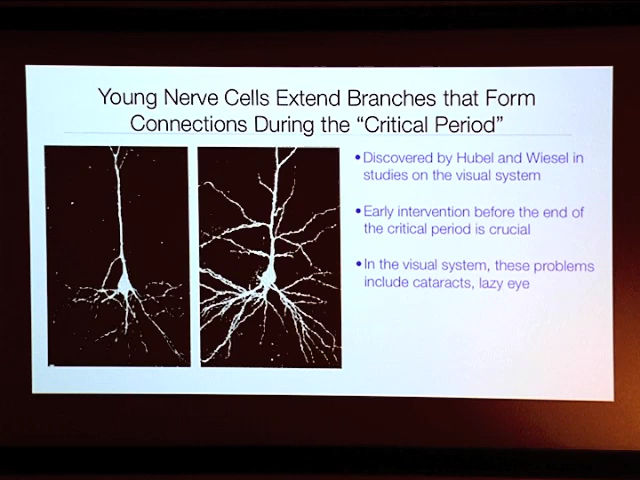 Young Nerve Cells Extend Branches that Form
Connections During the “Critical Period”
• Discovered by Hubel and Wiesel in
studies on the visual system
• Early intervention before the end of
the critical period is crucial
• In the visual system, these problems
include cataracts, lazy eye